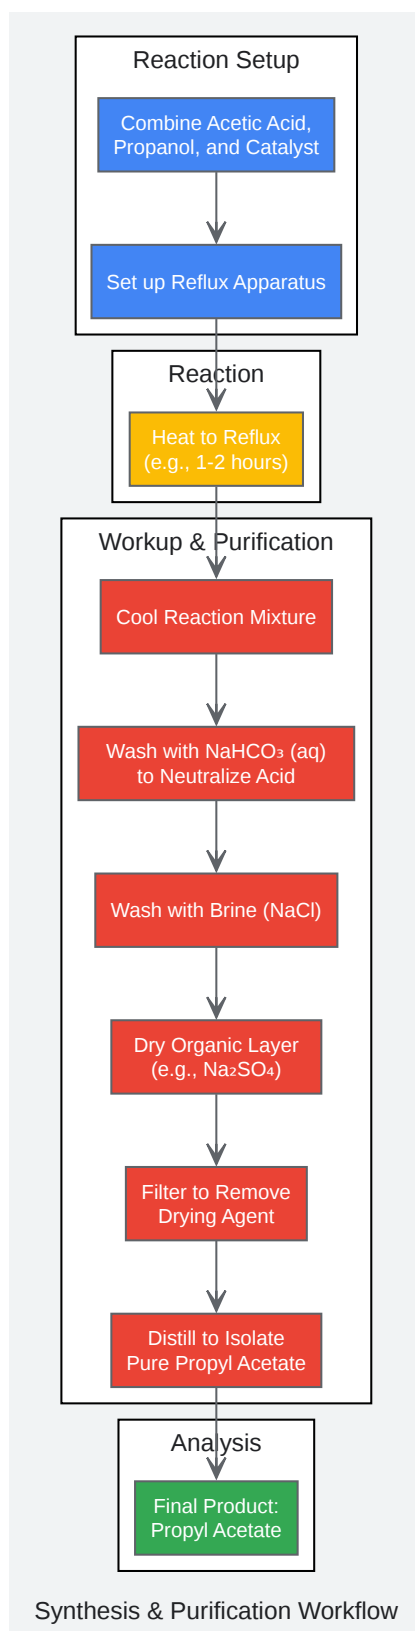 Reaction Setup
Combine Acetic Acid,
Propanol, and Catalyst
Set up Reflux Apparatus
Reaction
Heat to Reflux
(e.g., 1-2 hours)
Workup & Purification
Cool Reaction Mixture
Wash with NaHCO₃ (aq)
to Neutralize Acid
Wash with Brine (NaCl)
Dry Organic Layer
(e.g., Na₂SO₄)
Filter to Remove
Drying Agent
Distill to Isolate
Pure Propyl Acetate
Analysis
Final Product:
Propyl Acetate
Synthesis & Purification Workflow